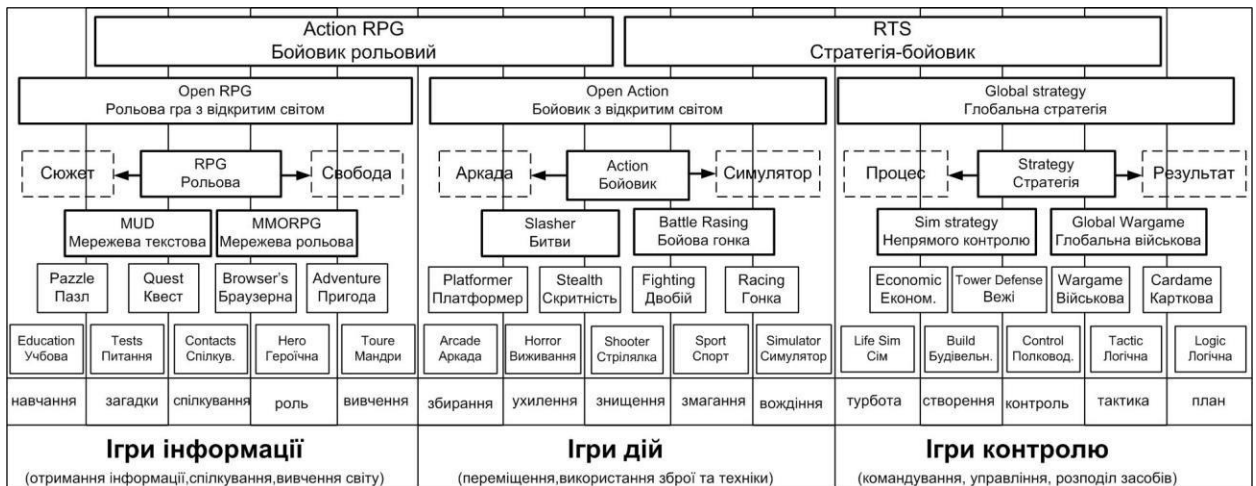 Action RPG
Бойовик рольовий
RTS
Стратегія-бойовик
Open RPG
Рольова гра з відкритим світом
Open Action
Бойовик з відкритим світом
Global strategy
Глобальна стратегія
Сюжет
RPG
Рольова
Свобода
Аркада
Action
Бойовик
Симулятор
Процес
Strategy
Стратегія
Результат
MUD
Мережева текстова
MMORPG
Мережева рольова
Slasher
Битви
Battle Rasing
Бойова гонка
Sim strategy
Непрямого контролю
Global Wargame
Глобальна військова
Pazzle
Пазл
Quest
Квест
Browser's
Браузерна
Adventure
Пригода
Platformer
Платформер
Stealth
Скритність
Fighting
Двобій
Racing
Гонка
Economic
Економ.
Tower Defense
Вежі
Wargame
Військова
Cardame
Карткова
Education
Учбова
Tests
Питання
Contacts
Спілкув.
Hero
Героїчна
Toure
Мандри
Arcade
Аркада
Horror
Виживання
Shooter
Стрілялка
Sport
Спорт
Simulator
Симулятор
Life Sim
Сім
Build
Будівельн.
Control
Полковод.
Tactic
Логічна
Logic
Логічна
навчання
загадки
спілкування
роль
вивчення
збирання
ухилення
знищення
змагання
вождіння
турбота
створення
контроль
тактика
план
Ігри інформації
(отримання інформації,спілкування,вивчення світу)
Ігри дій
(переміщення,використання зброї та техніки)
Ігри контролю
(командування, управління, розподіл засобів)